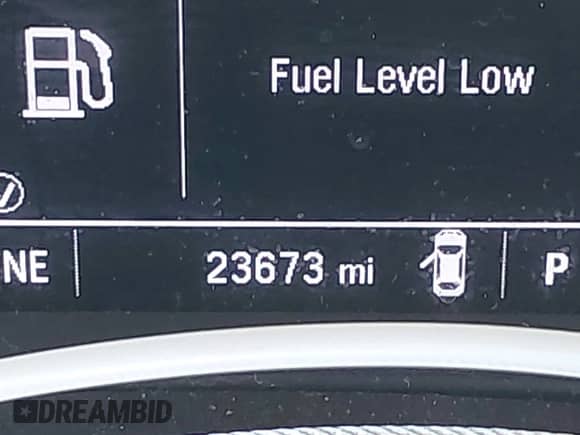 Fuel Level Low
NE
23673 mi
P
DREAMBID